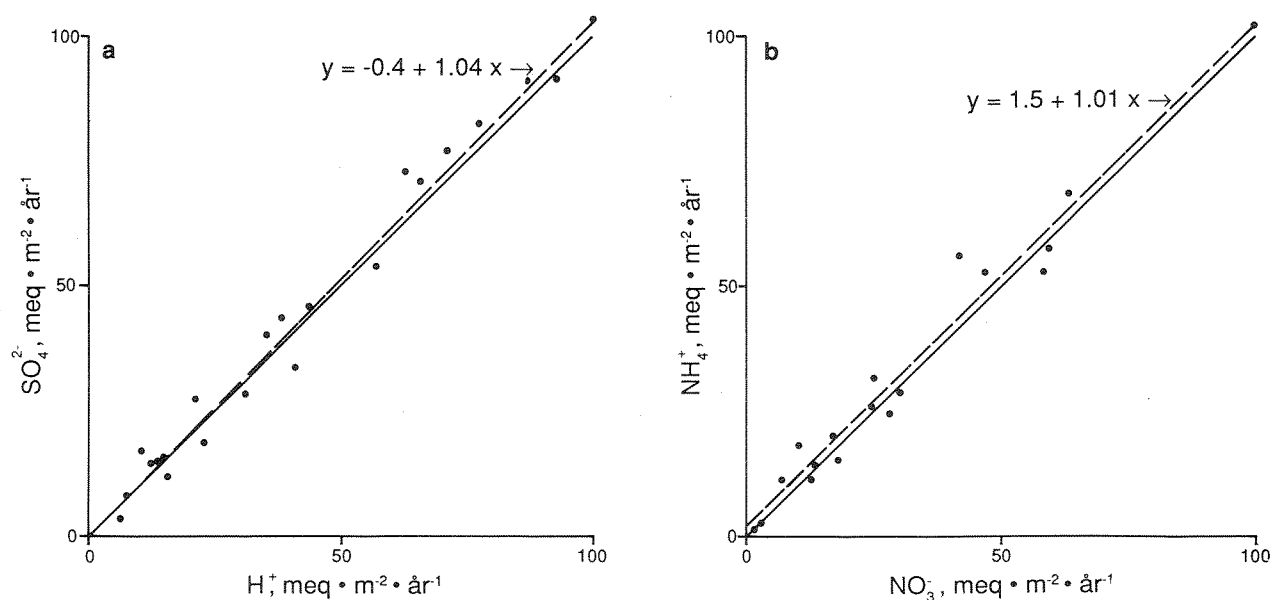 a
y = -0.4 + 1.04 x →
100
50
0
SO₄²⁻, meq • m⁻² • år⁻¹
0 50 100
H⁺, meq • m⁻² • år⁻¹
b
y = 1.5 + 1.01 x →
100
50
0
NH₄⁺, meq • m⁻² • år⁻¹
0 50 100
NO₃⁻, meq • m⁻² • år⁻¹